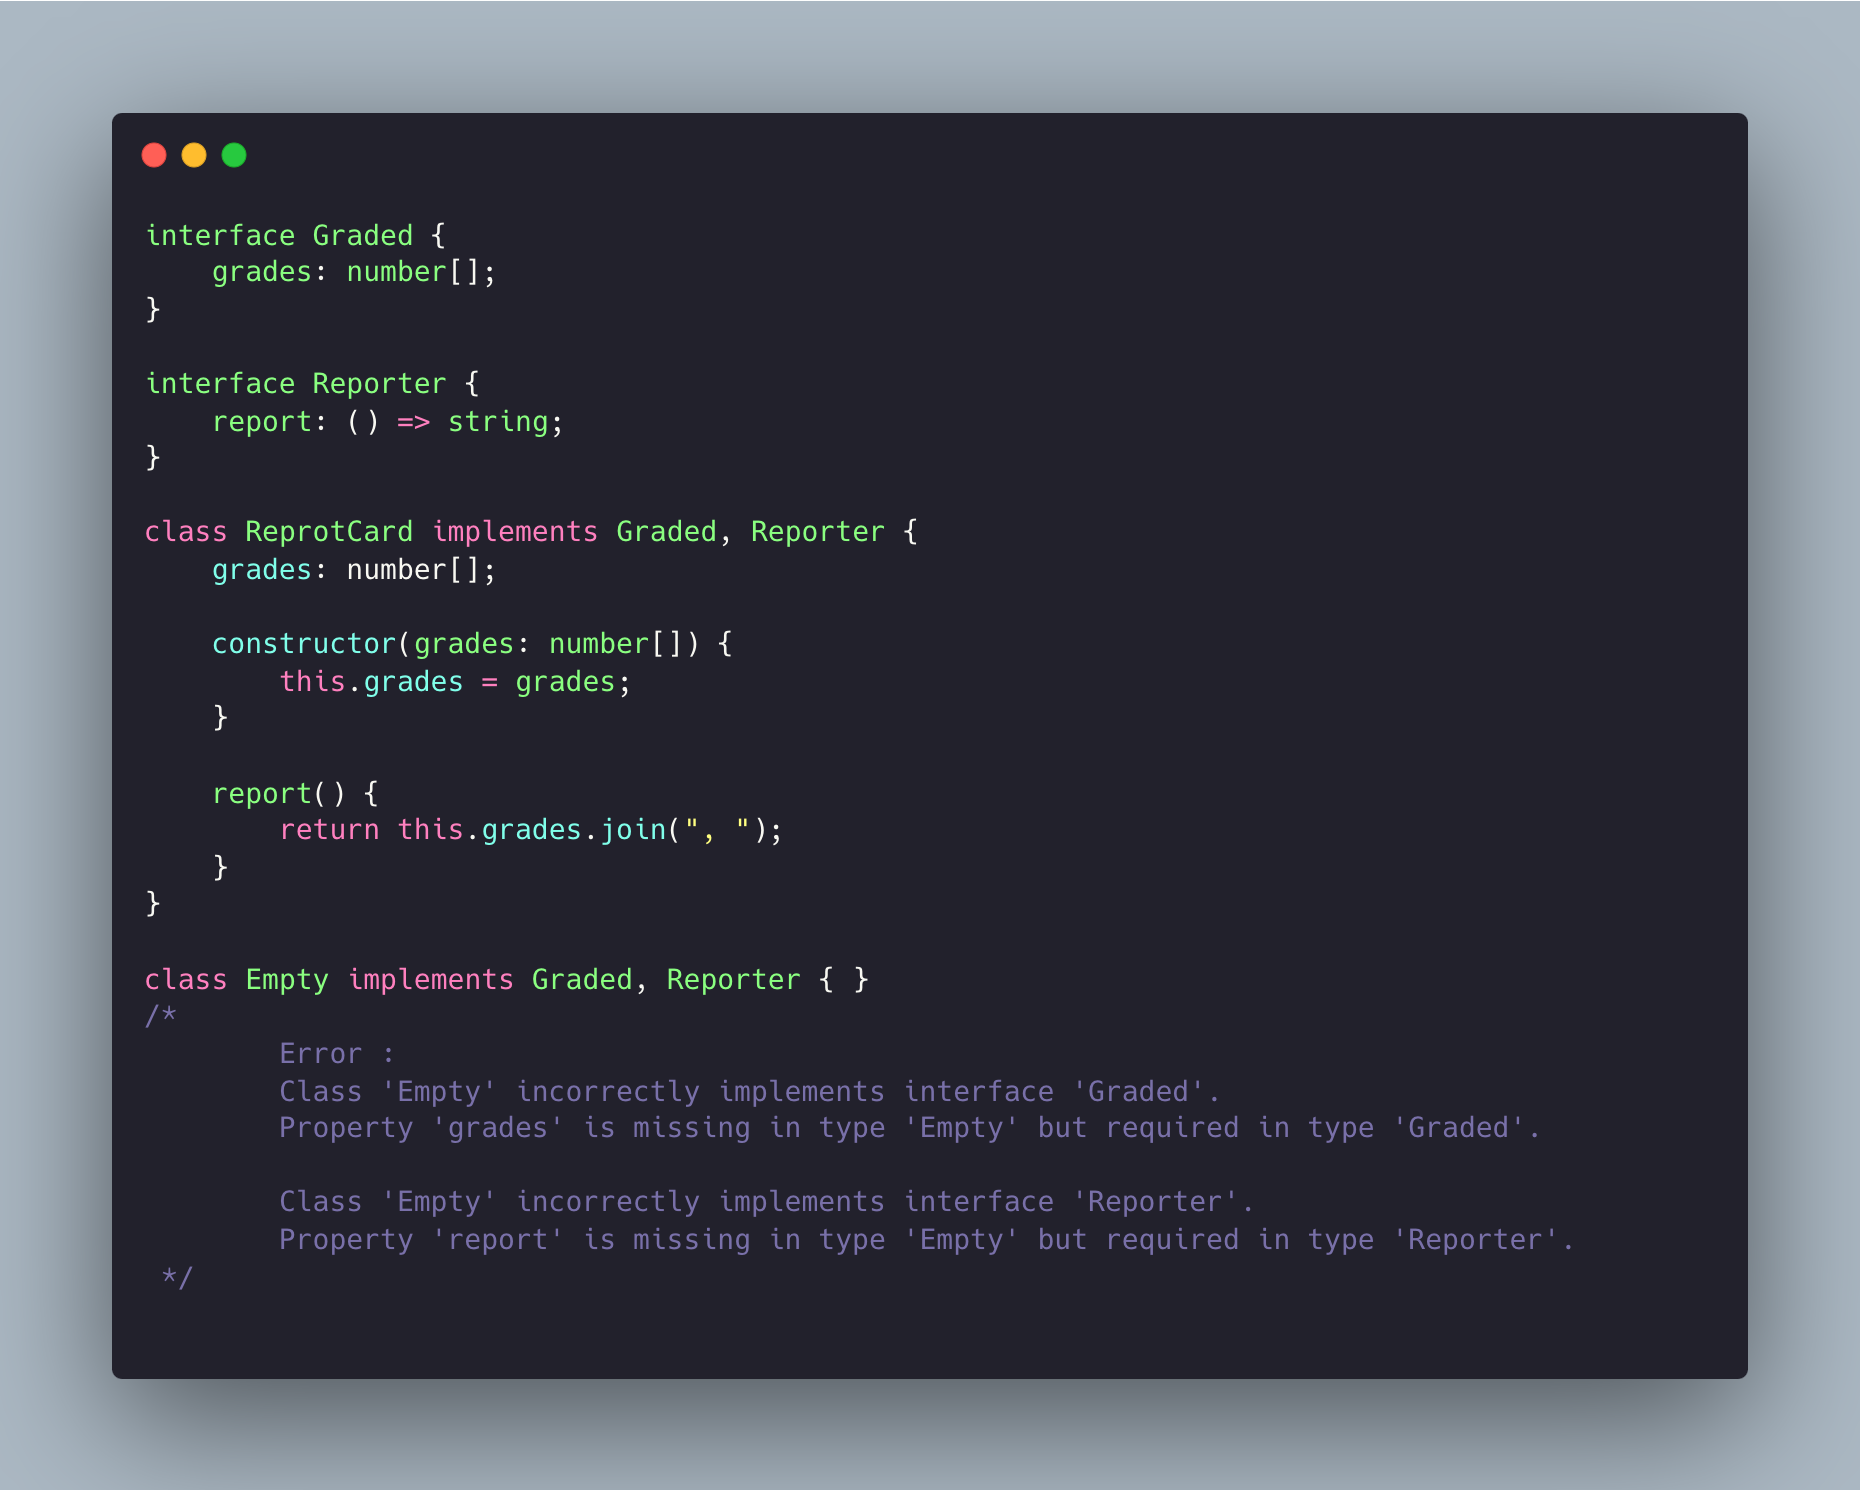 interface Graded {
    grades: number[];
}

interface Reporter {
    report: () => string;
}

class ReprotCard implements Graded, Reporter {
    grades: number[];

    constructor(grades: number[]) {
        this.grades = grades;
    }

    report() {
        return this.grades.join(", ");
    }
}

class Empty implements Graded, Reporter { }
/*
        Error :
        Class 'Empty' incorrectly implements interface 'Graded'.
        Property 'grades' is missing in type 'Empty' but required in type 'Graded'.

        Class 'Empty' incorrectly implements interface 'Reporter'.
        Property 'report' is missing in type 'Empty' but required in type 'Reporter'.
 */